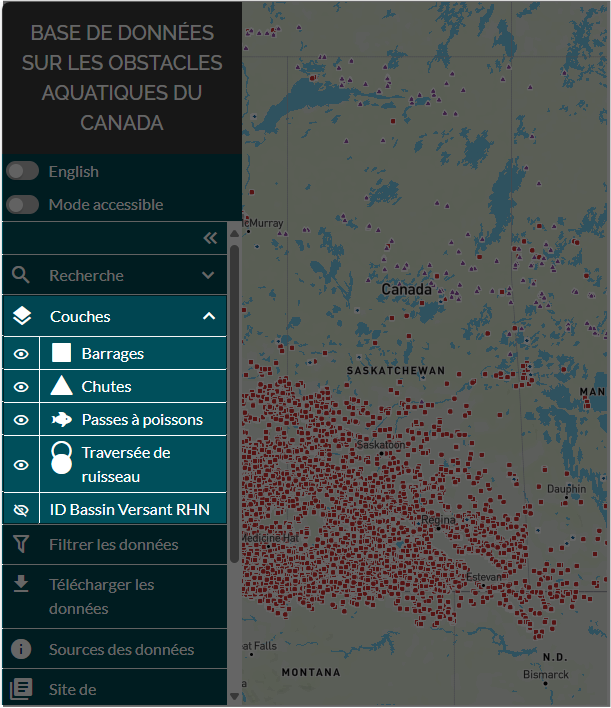 BASE DE DONNÉES
SUR LES OBSTACLES
AQUATIQUES DU
CANADA
English
Mode accessible
Recherche
Couches
Barrages
Chutes
Passes à poissons
Traversée de
ruisseau
ID Bassin Versant RHN
Filtrer les données
Télécharger les
données
Sources des données
Site de
cMurray
Canada
SASKATCHEWAN
MAN
Saskatoon
Dauphin
Regina
Medicine Hat
Estevan
at Falls
N.D.
MONTANA
Bismarck
a